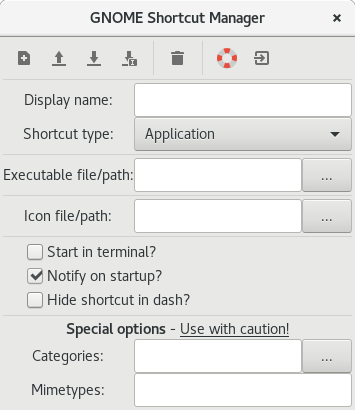 GNOME Shortcut Manager ×
Display name:
Shortcut type: Application
Executable file/path: ...
Icon file/path: ...
Start in terminal?
Notify on startup?
Hide shortcut in dash?
Special options - Use with caution!
Categories: ...
Mimetypes: